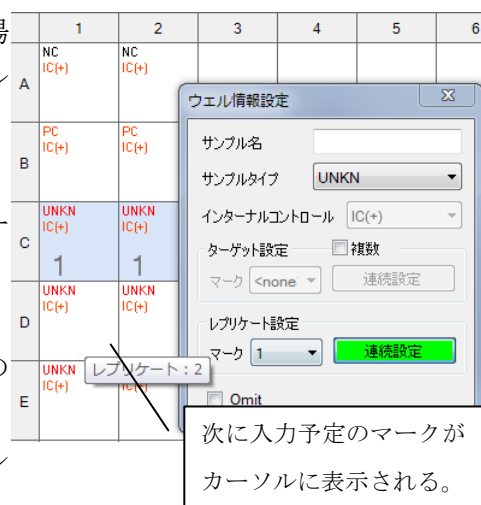 1 2 3 4 5 6
NC NC
IC(+) IC(+)
A
ウェル情報設定
サンプル名
PC PC
IC(+) IC(+)
B
サンプルタイプ UNKN
インターナルコントロール IC(+)
UNKN UNKN
IC(+) IC(+)
C
1 1
ターゲット設定 複数
マーク <none 連続設定
UNKN UNKN
IC(+) IC(+)
D
レプリケート設定
マーク 1 連続設定
レプリケート：2
UNKN
IC(+) IC(+)
E
Omit
次に入力予定のマークが
カーソルに表示される。